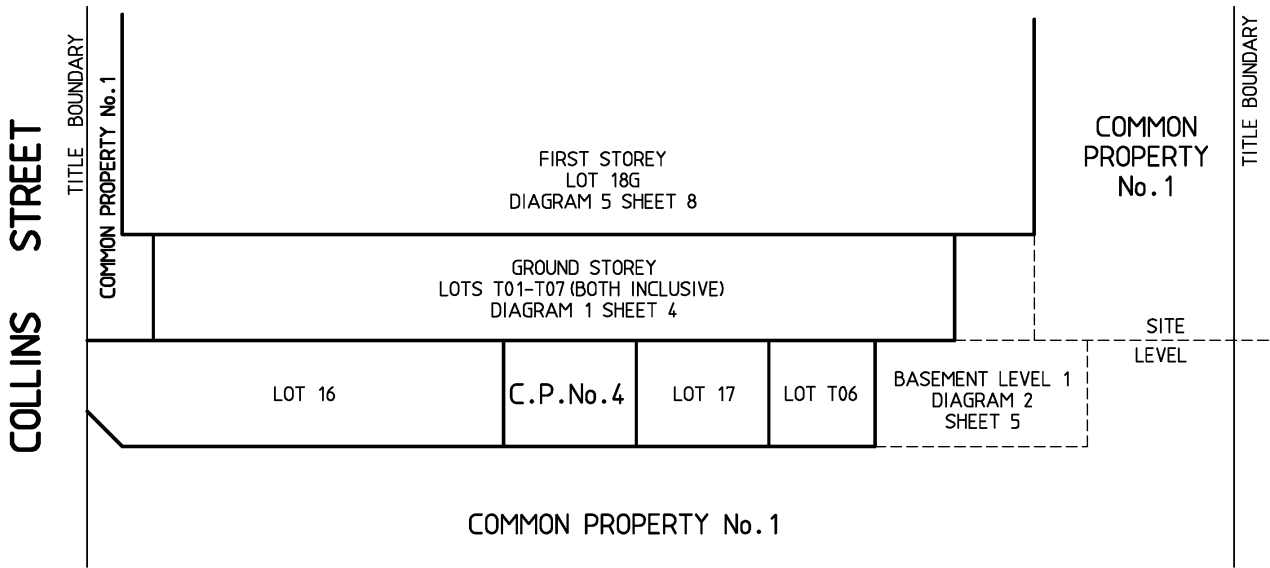 COLLINS STREET
TITLE BOUNDARY
COMMON PROPERTY No.1
FIRST STOREY
LOT 18G
DIAGRAM 5 SHEET 8
COMMON
PROPERTY
No.1
TITLE BOUNDARY
GROUND STOREY
LOTS T01-T07 (BOTH INCLUSIVE)
DIAGRAM 1 SHEET 4
SITE
LEVEL
LOT 16
C.P.No.4
LOT 17
LOT T06
BASEMENT LEVEL 1
DIAGRAM 2
SHEET 5
COMMON PROPERTY No.1